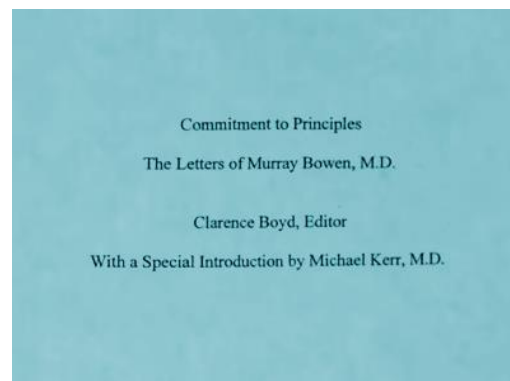 Commitment to Principles
The Letters of Murray Bowen, M.D.
Clarence Boyd, Editor
With a Special Introduction by Michael Kerr, M.D.